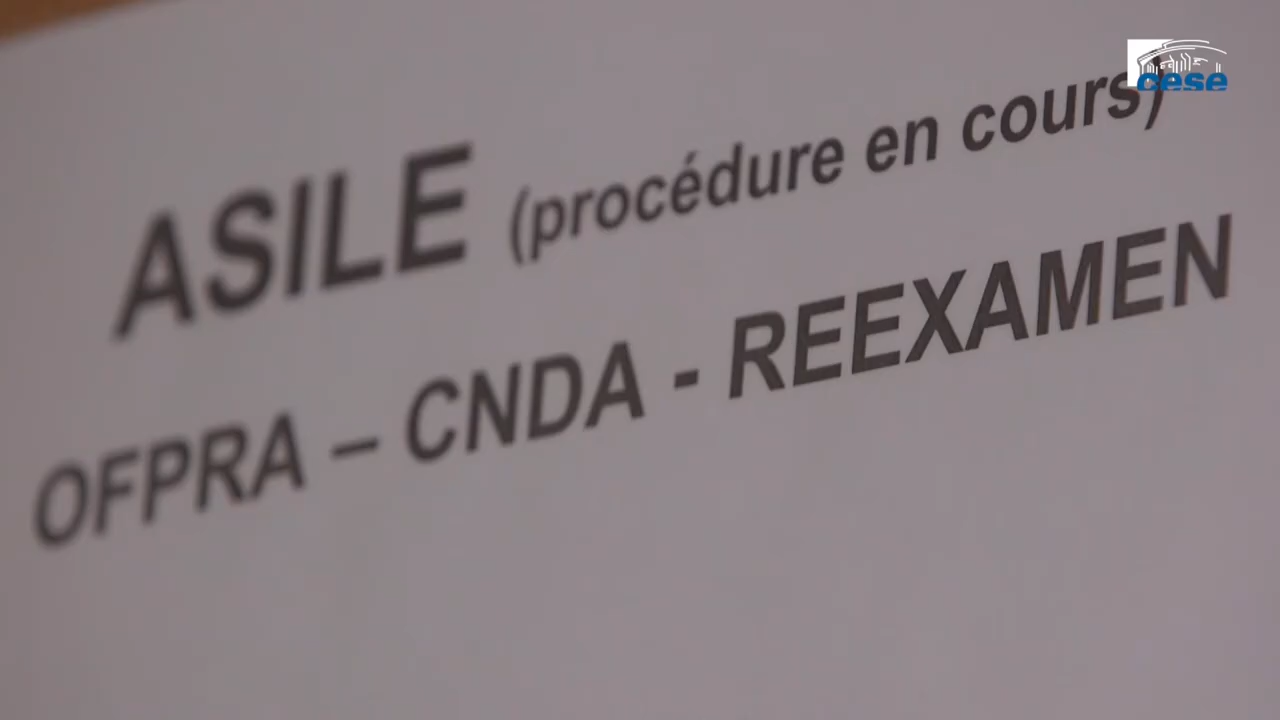 cese
ASILE (procédure en cours)
OFPRA – CNDA - REEXAMEN